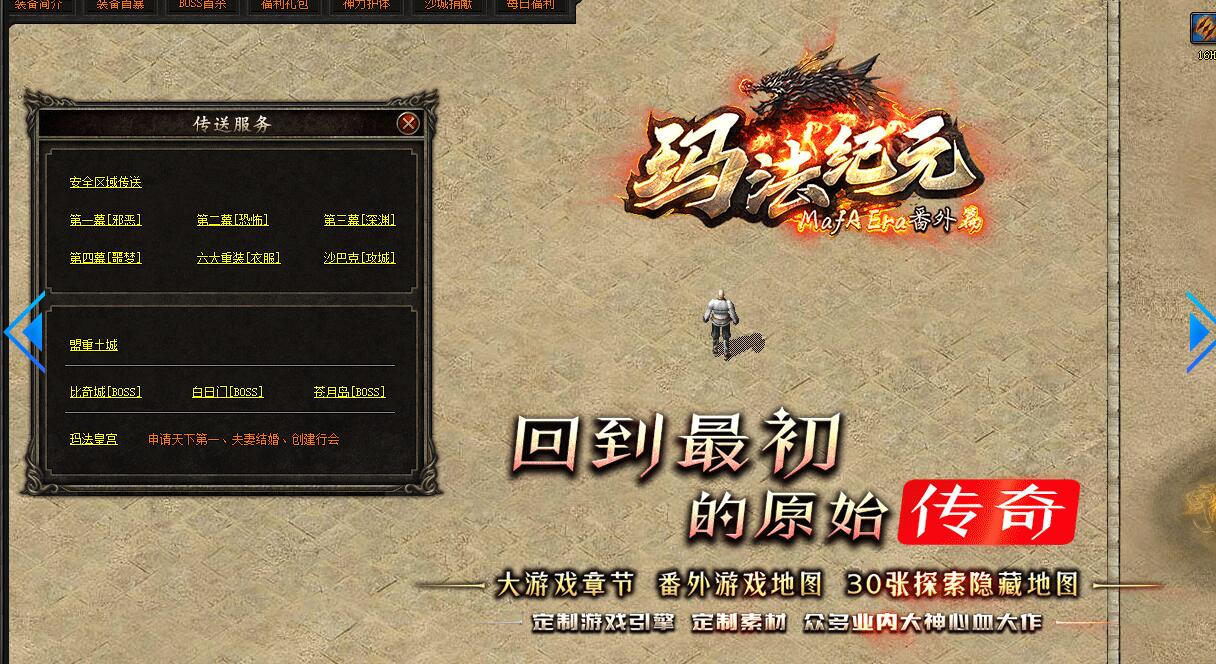 装备简介 装备首爆 BOSS首杀 福利礼包 神力护体 沙城捐献 每日福利
传送服务
安全区域传送
第一幕[邪恶] 第二幕[恐怖] 第三幕[深渊]
第四幕[噩梦] 六大重装[衣服] 沙巴克[攻城]
盟重土城
比奇城[BOSS] 白日门[BOSS] 苍月岛[BOSS]
玛法皇宫 申请天下第一、夫妻结婚、创建行会
玛法纪元
MafA Era番外篇
回到最初
的原始传奇
大游戏章节 番外游戏地图 30张探索隐藏地图
定制游戏引擎 定制素材 众多业内大神心血大作